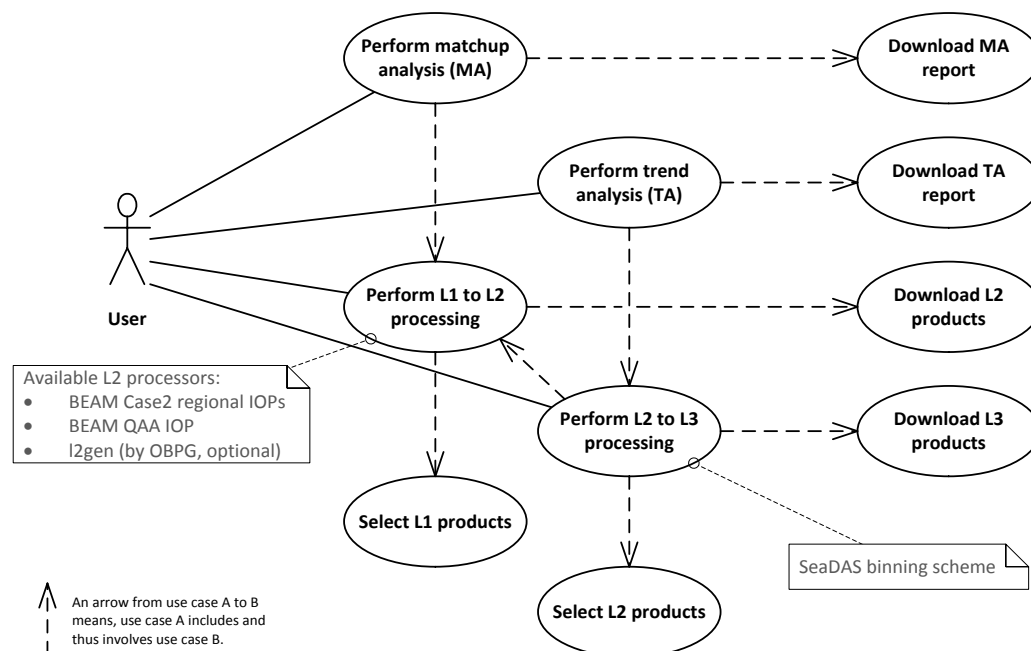 Perform matchup
analysis (MA)
Download MA
report
Perform trend
analysis (TA)
Download TA
report
User
Perform L1 to L2
processing
Download L2
products
Available L2 processors:
• BEAM Case2 regional IOPs
• BEAM QAA IOP
• l2gen (by OBPG, optional)
Perform L2 to L3
processing
Download L3
products
Select L1 products
SeaDAS binning scheme
Select L2 products
An arrow from use case A to B
means, use case A includes and
thus involves use case B.